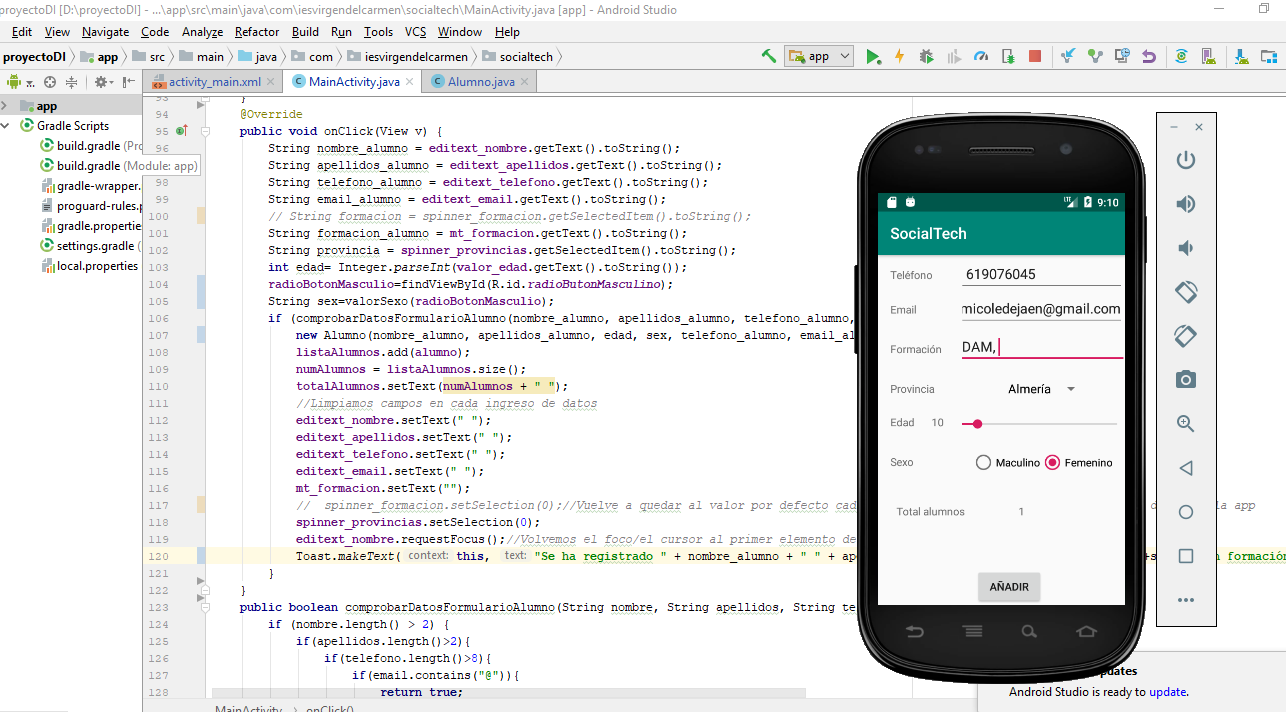 proyectoDI [D:\proyectoDI] - ...\app\src\main\java\com\iesvirgendelcarmen\socialtech\MainActivity.java [app] - Android Studio
Edit View Navigate Code Analyze Refactor Build Run Tools VCS Window Help
proyectoDI app src main java com iesvirgendelcarmen socialtech app
activity_main.xml MainActivity.java Alumno.java
app
Gradle Scripts
build.gradle
build.gradle (Module: app)
gradle-wrapper.
proguard-rules.p
gradle.propertie
settings.gradle (
local.properties
93 }
94 @Override
95 public void onClick(View v) {
96 String nombre_alumno = editext_nombre.getText().toString();
String apellidos_alumno = editext_apellidos.getText().toString();
98 String telefono_alumno = editext_telefono.getText().toString();
99 String email_alumno = editext_email.getText().toString();
100 // String formacion = spinner_formacion.getSelectedItem().toString();
101 String formacion_alumno = mt_formacion.getText().toString();
102 String provincia = spinner_provincias.getSelectedItem().toString();
103 int edad= Integer.parseInt(valor_edad.getText().toString());
104 radioBotonMasculio=findViewById(R.id.radioButonMasculino);
105 String sex=valorSexo(radioBotonMasculio);
106 if (comprobarDatosFormularioAlumno(nombre_alumno, apellidos_alumno, telefono_alumno,
107 new Alumno(nombre_alumno, apellidos_alumno, edad, sex, telefono_alumno, email_al
108 listaAlumnos.add(alumno);
109 numAlumnos = listaAlumnos.size();
110 totalAlumnos.setText(numAlumnos + " ");
111 //Limpiamos campos en cada ingreso de datos
112 editext_nombre.setText(" ");
113 editext_apellidos.setText(" ");
114 editext_telefono.setText(" ");
115 editext_email.setText(" ");
116 mt_formacion.setText("");
117 // spinner_formacion.setSelection(0);//Vuelve a quedar al valor por defecto cad app
118 spinner_provincias.setSelection(0);
119 editext_nombre.requestFocus();//Volvemos el foco/el cursor al primer elemento de
120 Toast.makeText( context: this, text: "Se ha registrado " + nombre_alumno + " " + ape formación
121 }
122 }
123 public boolean comprobarDatosFormularioAlumno(String nombre, String apellidos, String te
124 if (nombre.length() > 2) {
125 if(apellidos.length()>2){
126 if(telefono.length()>8){
127 if(email.contains("@")){
128 return true;
MainActivity onClick()
LTE 9:10
SocialTech
Teléfono 619076045
Email micoledejaen@gmail.com
Formación DAM,
Provincia Almería
Edad 10
Sexo Maculino Femenino
Total alumnos 1
AÑADIR
pdates
Android Studio is ready to update.